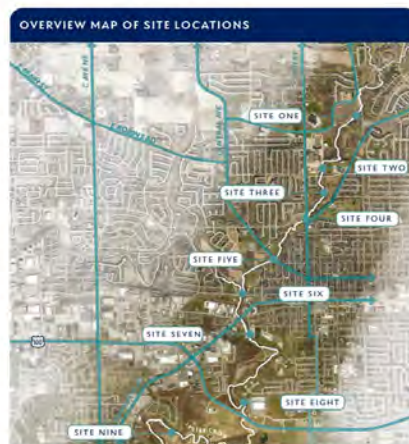 OVERVIEW MAP OF SITE LOCATIONS
SITE ONE
SITE TWO
SITE THREE
SITE FOUR
SITE FIVE
SITE SIX
SITE SEVEN
SITE EIGHT
SITE NINE